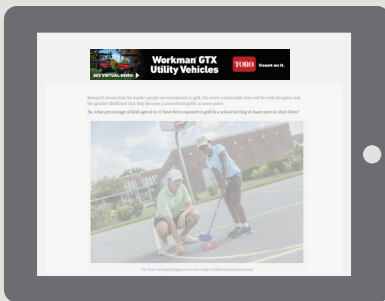 Workman GTX
Utility Vehicles
SEE VIRTUAL DEMO!
TORO
Count on it.
Research shows that the earlier people are introduced to golf, the more comfortable they will be with the game and
the greater likelihood that they become a committed golfer at some point.
So, what percentage of kids ages 6 to 17 have been exposed to golf in a school setting at least once in their lives?